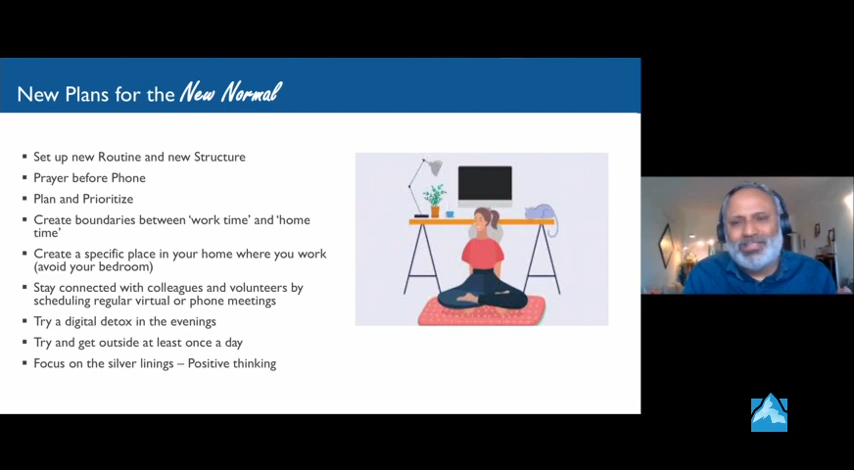 New Plans for the New Normal
▪ Set up new Routine and new Structure
▪ Prayer before Phone
▪ Plan and Prioritize
▪ Create boundaries between ‘work time’ and ‘home
time’
▪ Create a specific place in your home where you work
(avoid your bedroom)
▪ Stay connected with colleagues and volunteers by
scheduling regular virtual or phone meetings
▪ Try a digital detox in the evenings
▪ Try and get outside at least once a day
▪ Focus on the silver linings – Positive thinking